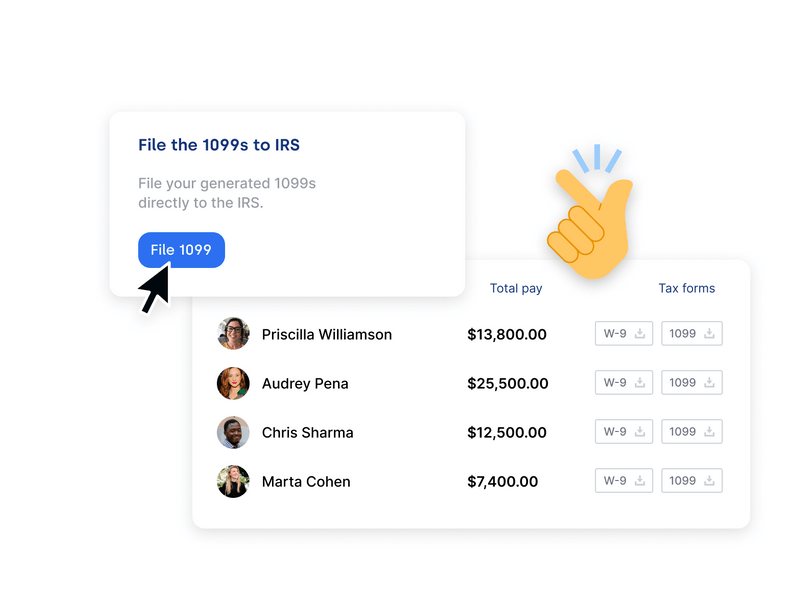 File the 1099s to IRS
File your generated 1099s
directly to the IRS.
File 1099
Total pay Tax forms
Priscilla Williamson $13,800.00 W-9 1099
Audrey Pena $25,500.00 W-9 1099
Chris Sharma $12,500.00 W-9 1099
Marta Cohen $7,400.00 W-9 1099